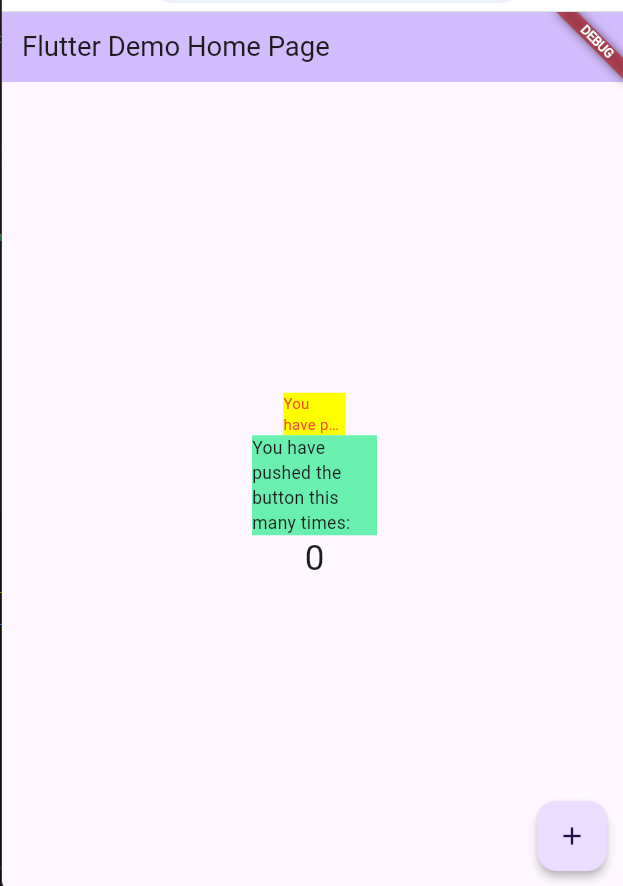 Flutter Demo Home Page
DEBUG
You
have p…
You have
pushed the
button this
many times:
0
+